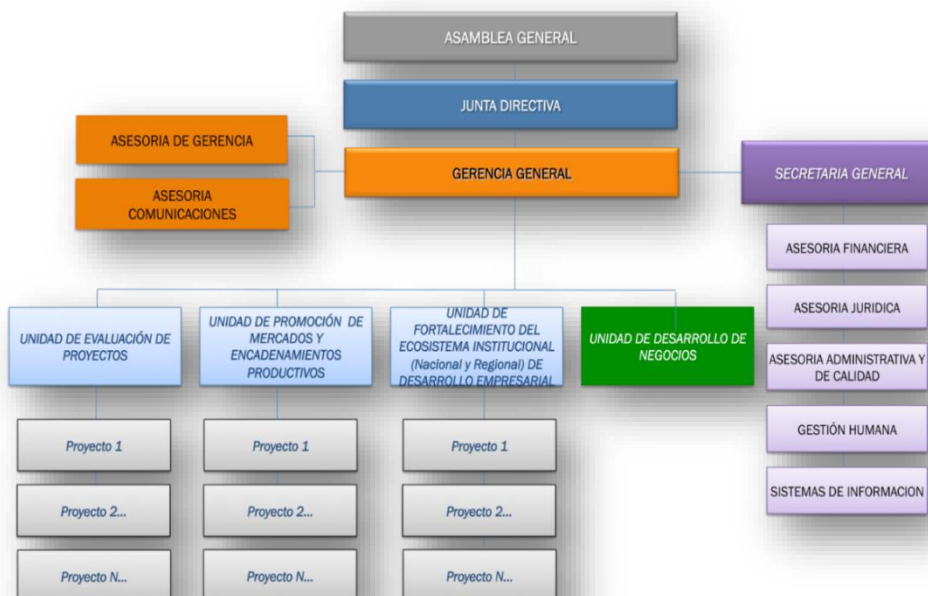 ASAMBLEA GENERAL
JUNTA DIRECTIVA
ASESORIA DE GERENCIA
GERENCIA GENERAL
SECRETARIA GENERAL
ASESORIA
COMUNICACIONES
ASESORIA FINANCIERA
ASESORIA JURIDICA
ASESORIA ADMINISTRATIVA Y
DE CALIDAD
GESTIÓN HUMANA
SISTEMAS DE INFORMACION
UNIDAD DE EVALUACIÓN DE
PROYECTOS
UNIDAD DE PROMOCIÓN DE
MERCADOS Y
ENCADENAMIENTOS
PRODUCTIVOS
UNIDAD DE
FORTALECIMIENTO DEL
ECOSISTEMA INSTITUCIONAL
(Nacional y Regional) DE
DESARROLLO EMPRESARIAL
UNIDAD DE DESARROLLO DE
NEGOCIOS
Proyecto 1
Proyecto 2...
Proyecto N...
Proyecto 1
Proyecto 2...
Proyecto N...
Proyecto 1
Proyecto 2...
Proyecto N...